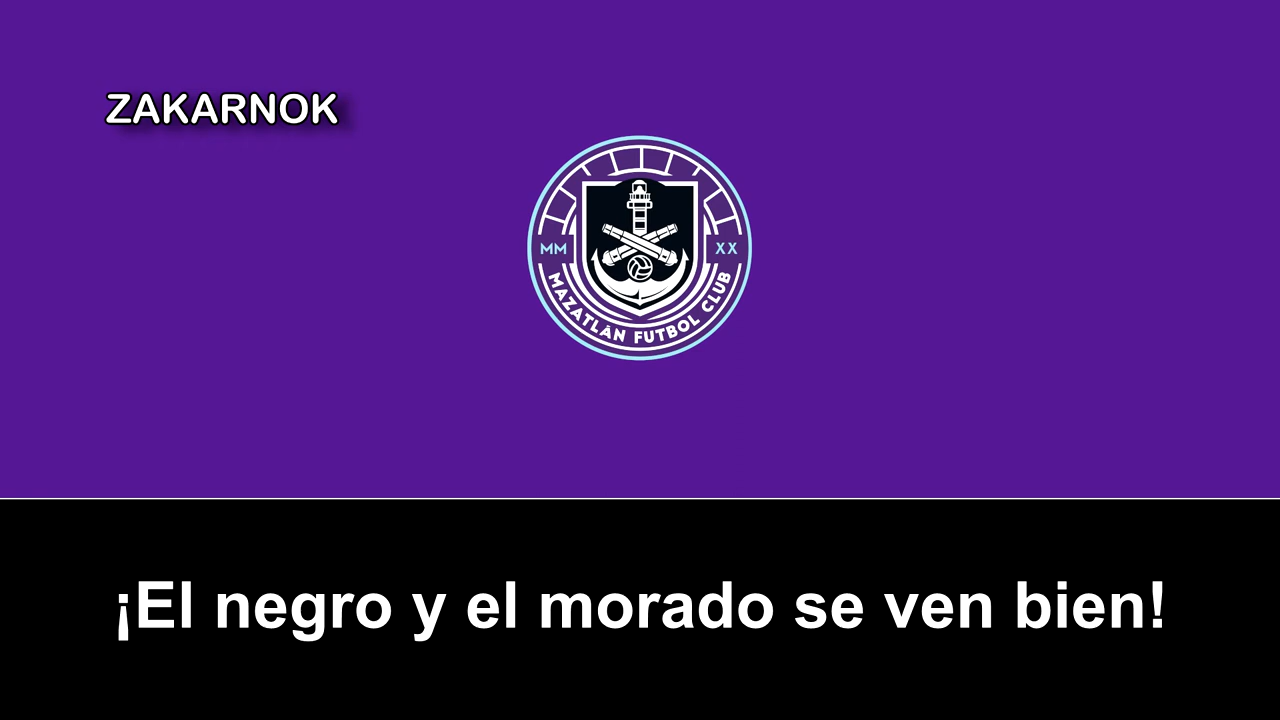 ZAKARNOK
MM XX
MAZATLÁN FUTBOL CLUB
¡El negro y el morado se ven bien!